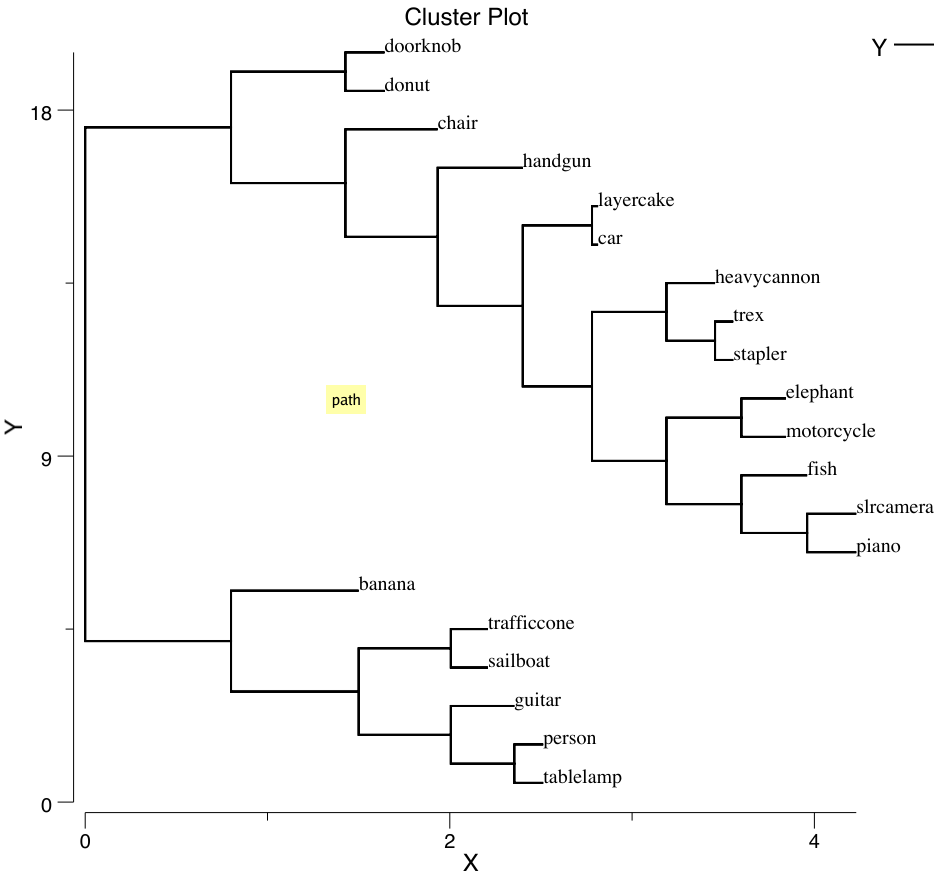 Cluster Plot
Y
doorknob
donut
18
chair
handgun
layercake
car
heavycannon
trex
stapler
elephant
path
motorcycle
Y
9
fish
slrcamera
piano
banana
trafficcone
sailboat
guitar
person
tablelamp
0
0 2 4
X